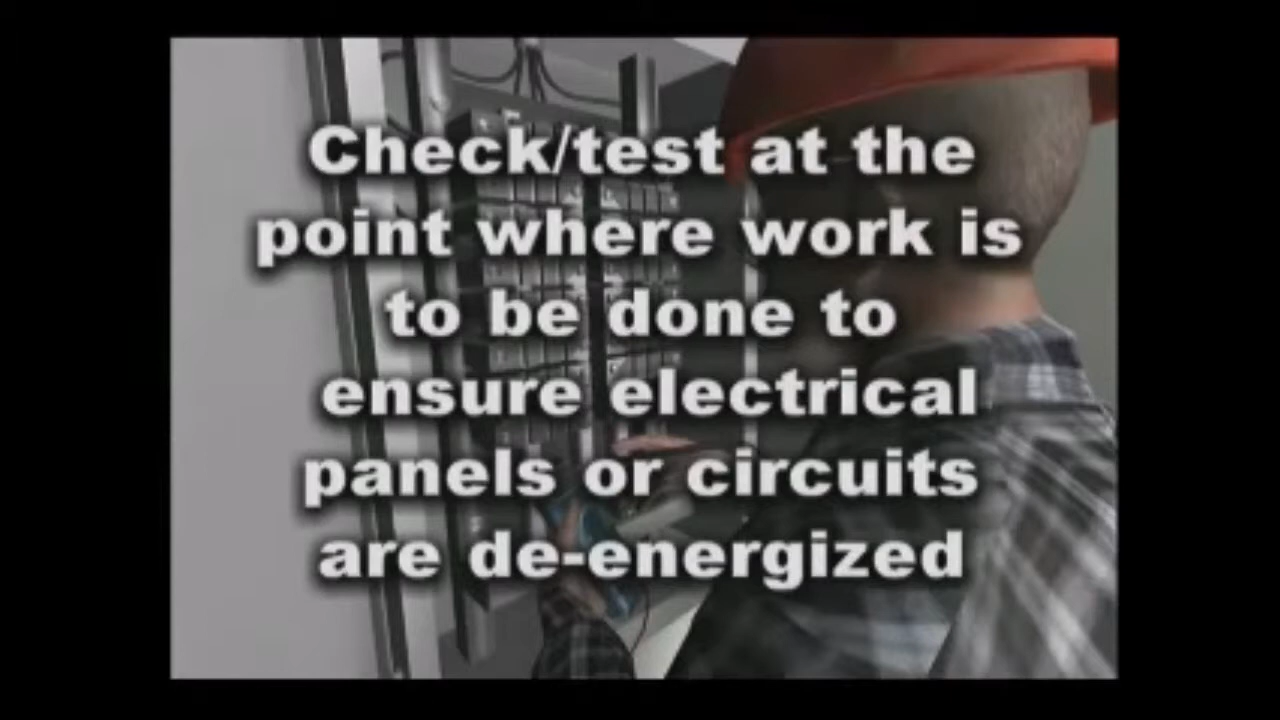 Check/test at the
point where work is
to be done to
ensure electrical
panels or circuits
are de-energized